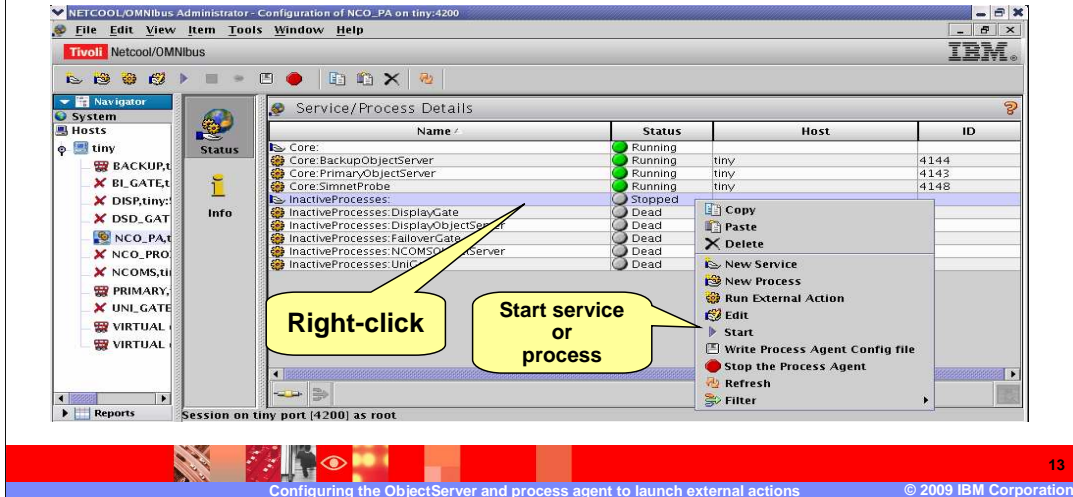 NETCOOL/OMNIbus Administrator - Configuration of NCO_PA on tiny:4200
File Edit View Item Tools Window Help
Tivoli Netcool/OMNIbus
IBM
Navigator
System
Hosts
tiny
BACKUP,t
BI_GATE,t
DISP,tiny:
DSD_GAT
NCO_PA,t
NCO_PRO
NCOMS,ti
PRIMARY,
UNI_GATE
VIRTUAL
VIRTUAL
Reports
Status
Info
Service/Process Details
Name Status Host ID
Core: Running
Core:BackupObjectServer Running tiny 4144
Core:PrimaryObjectServer Running tiny 4143
Core:SimnetProbe Running tiny 4148
InactiveProcesses: Stopped
InactiveProcesses:DisplayGate Dead
InactiveProcesses:DisplayObjectServer Dead
InactiveProcesses:FailoverGate Dead
Dead
Dead
Right-click
Start service
or
process
Copy
Paste
Delete
New Service
New Process
Run External Action
Edit
Start
Write Process Agent Config file
Stop the Process Agent
Refresh
Filter
Session on tiny port [4200] as root
13
Configuring the ObjectServer and process agent to launch external actions
© 2009 IBM Corporation